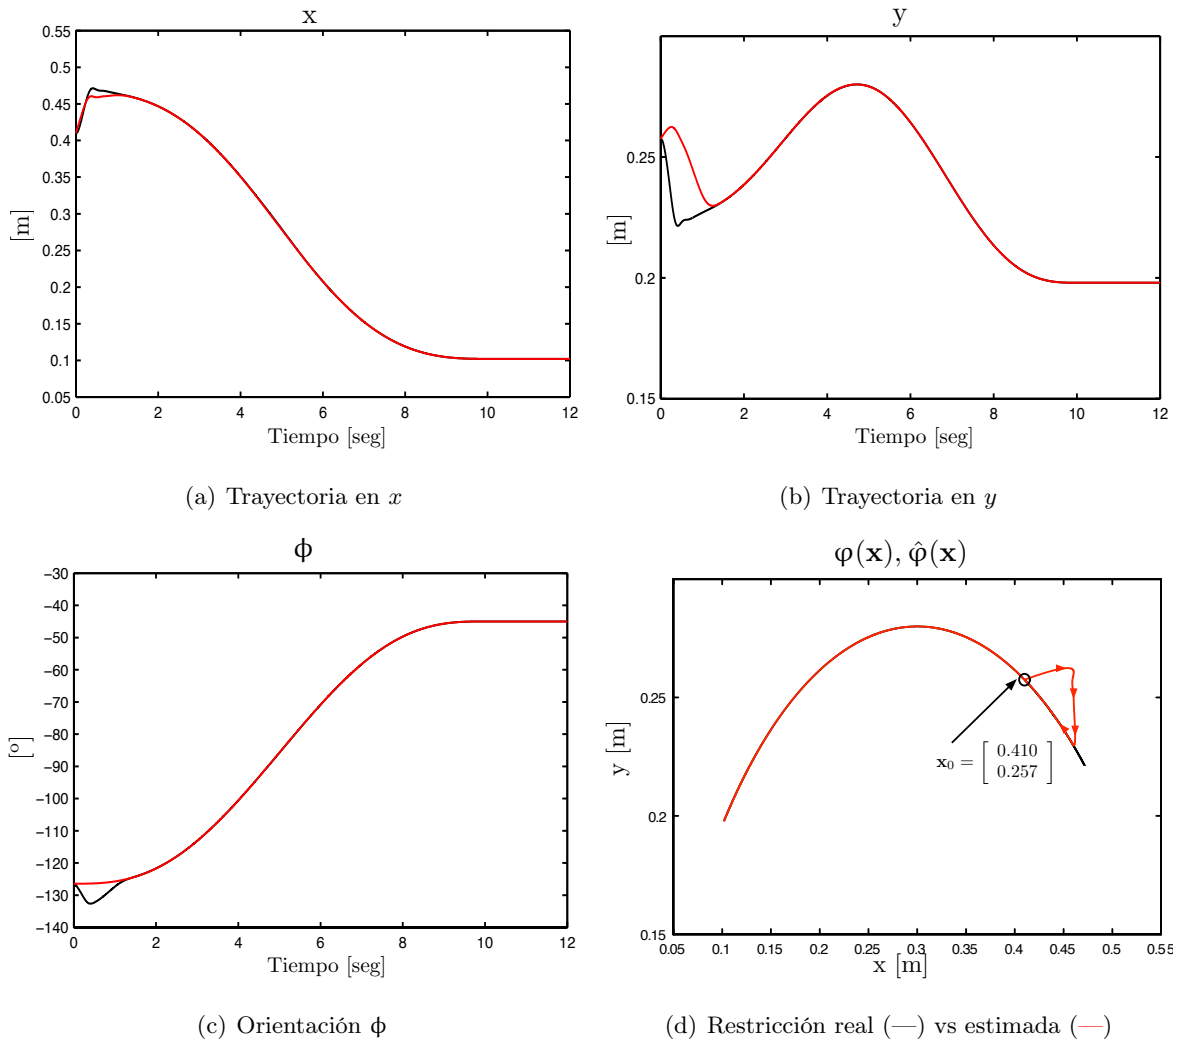 x
0.55
0.5
0.45
0.4
0.35
0.3
0.25
0.2
0.15
0.1
0.05
[m]
0 2 4 6 8 10 12
Tiempo [seg]
(a) Trayectoria en x
y
0.25
0.2
0.15
[m]
0 2 4 6 8 10 12
Tiempo [seg]
(b) Trayectoria en y
ϕ
−30
−40
−50
−60
−70
−80
−90
−100
−110
−120
−130
−140
[º]
0 2 4 6 8 10 12
Tiempo [seg]
(c) Orientación ϕ
φ(x), φ̂(x)
0.25
0.2
0.15
y [m]
x₀ = [ 0.410
0.257 ]
0.05 0.1 0.15 0.2 0.25 0.3 0.35 0.4 0.45 0.5 0.55
x [m]
(d) Restricción real (—) vs estimada (—)